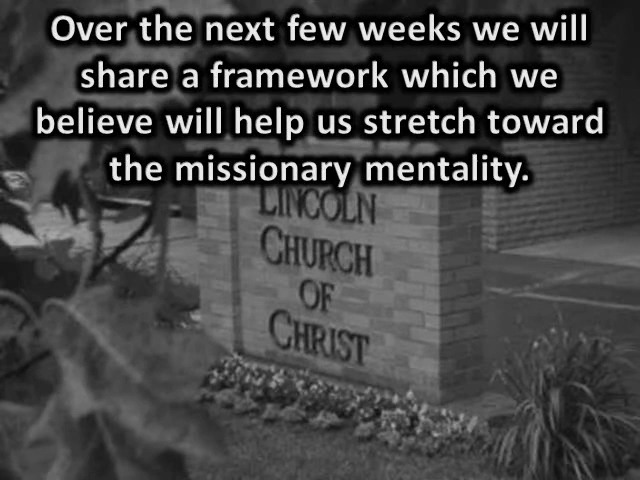 Over the next few weeks we will
share a framework which we
believe will help us stretch toward
the missionary mentality.
LINCOLN
CHURCH
OF
CHRIST